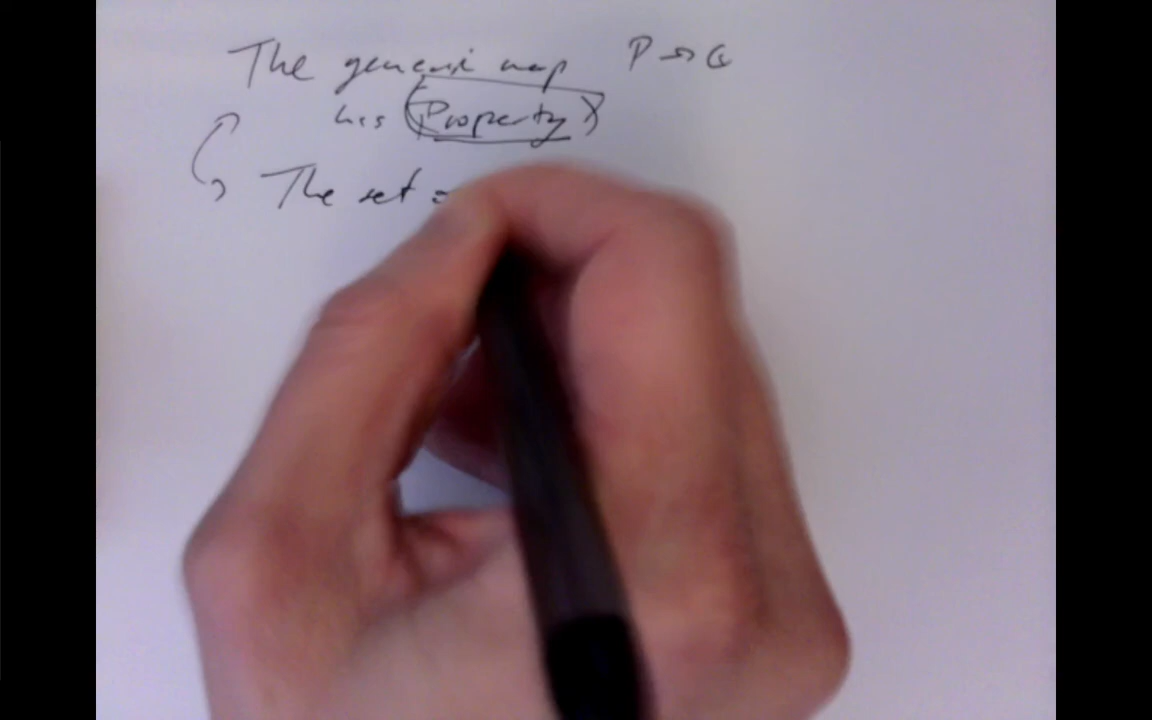 The generic map P → Q
has (Property)
The set